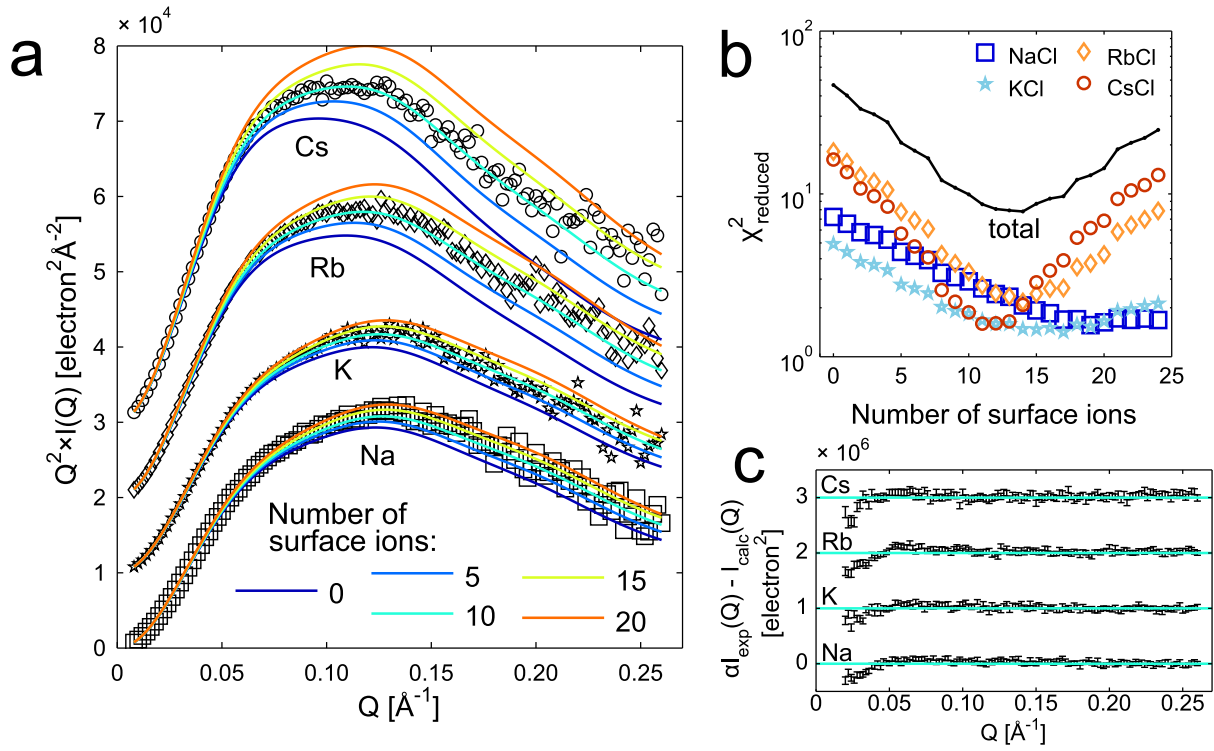 a
× 10⁴
8
7
6
5
4
3
2
1
0
Q²×I(Q) [electron²Å⁻²]
Cs
Rb
K
Na
Number of
surface ions:
0
5
10
15
20
0
0.05
0.10
0.15
0.20
0.25
Q [Å⁻¹]
b
10²
10¹
10⁰
χ²reduced
NaCl
KCl
RbCl
CsCl
total
0
5
10
15
20
25
Number of surface ions
c
× 10⁶
3
2
1
0
αIexp(Q) - Icalc(Q)
[electron²]
Cs
Rb
K
Na
0
0.05
0.10
0.15
0.20
0.25
Q [Å⁻¹]